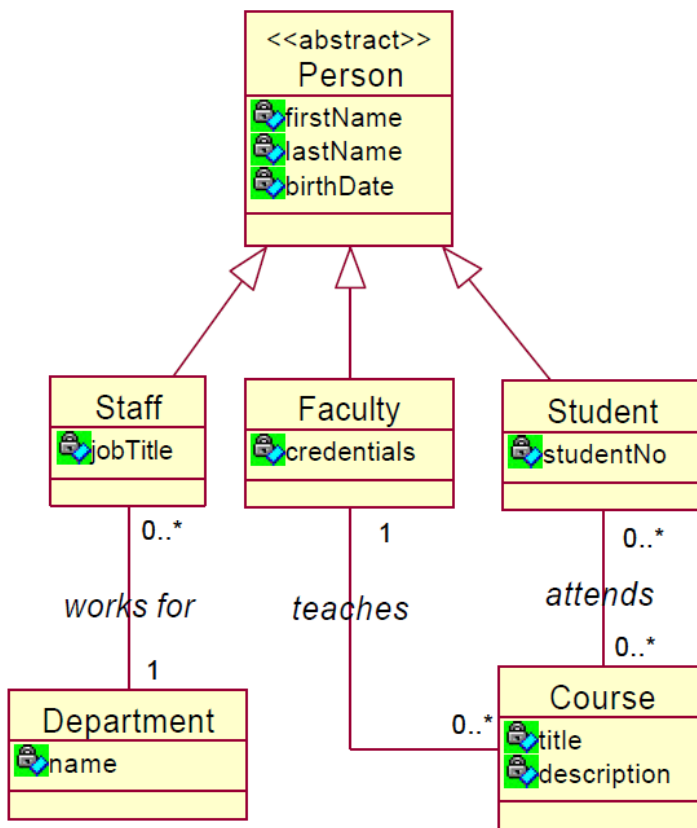 <<abstract>>
Person
firstName
lastName
birthDate
Staff
jobTitle
Faculty
credentials
Student
studentNo
0..*
1
0..*
works for
teaches
attends
1
0..*
0..*
Department
name
Course
title
description